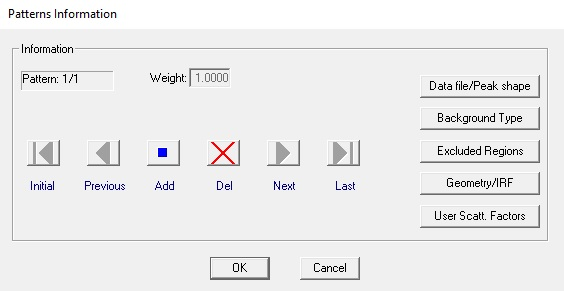 Patterns Information
Information
Pattern: 1/1 Weight: 1.0000
Data file/Peak shape
Background Type
Excluded Regions
Geometry/IRF
User Scatt. Factors
Initial Previous Add Del Next Last
OK Cancel